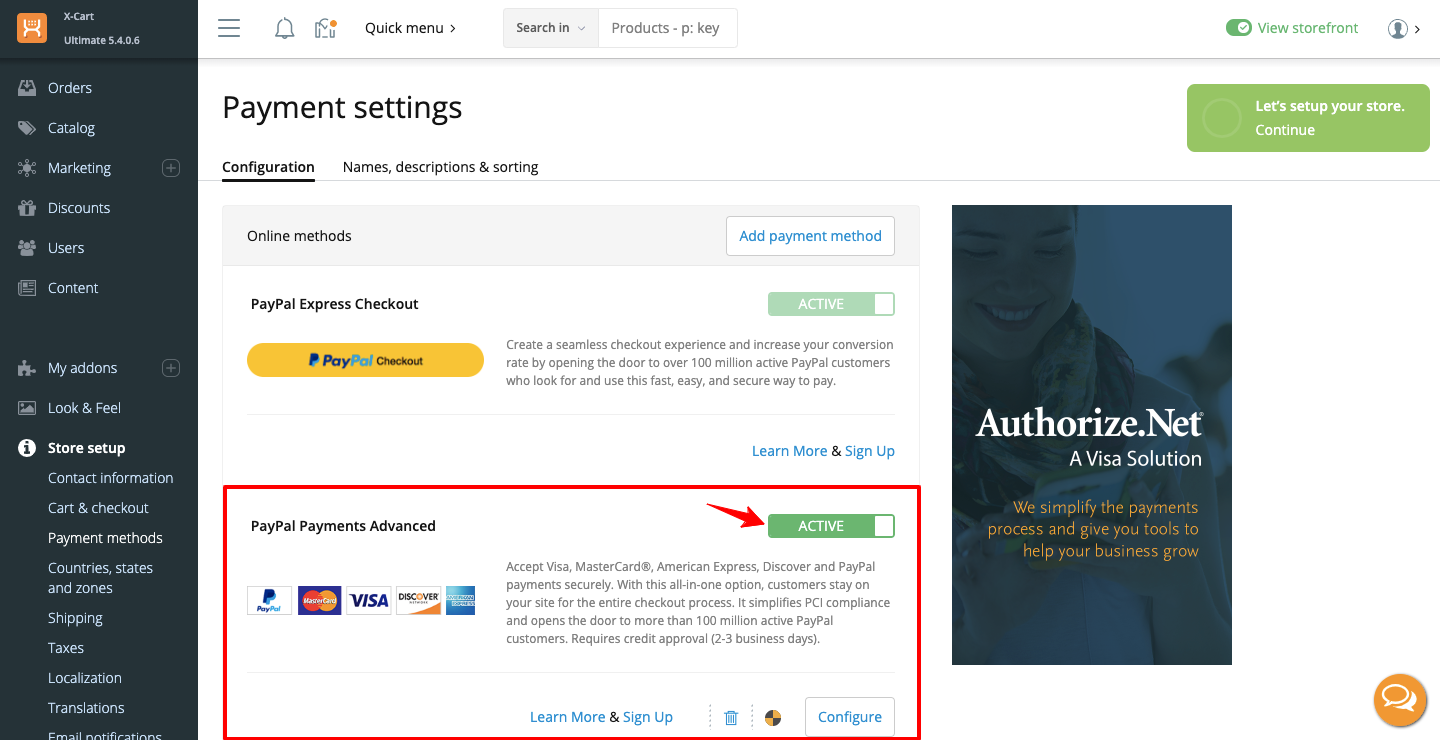 X-Cart
Ultimate 5.4.0.6
Quick menu
Search in
Products - p: key
View storefront
Orders
Catalog
Marketing
Discounts
Users
Content
My addons
Look & Feel
Store setup
Contact information
Cart & checkout
Payment methods
Countries, states
and zones
Shipping
Taxes
Localization
Translations
Email notifications
Payment settings
Let's setup your store.
Continue
Configuration
Names, descriptions & sorting
Online methods
Add payment method
PayPal Express Checkout
ACTIVE
PayPal Checkout
Create a seamless checkout experience and increase your conversion
rate by opening the door to over 100 million active PayPal customers
who look for and use this fast, easy, and secure way to pay.
Learn More & Sign Up
PayPal Payments Advanced
ACTIVE
PayPal
MasterCard
VISA
DISCOVER
NETWORK
AMERICAN
EXPRESS
Accept Visa, MasterCard®, American Express, Discover and PayPal
payments securely. With this all-in-one option, customers stay on
your site for the entire checkout process. It simplifies PCI compliance
and opens the door to more than 100 million active PayPal
customers. Requires credit approval (2-3 business days).
Learn More & Sign Up
Configure
Authorize.Net®
A Visa Solution
We simplify the payments
process and give you tools to
help your business grow